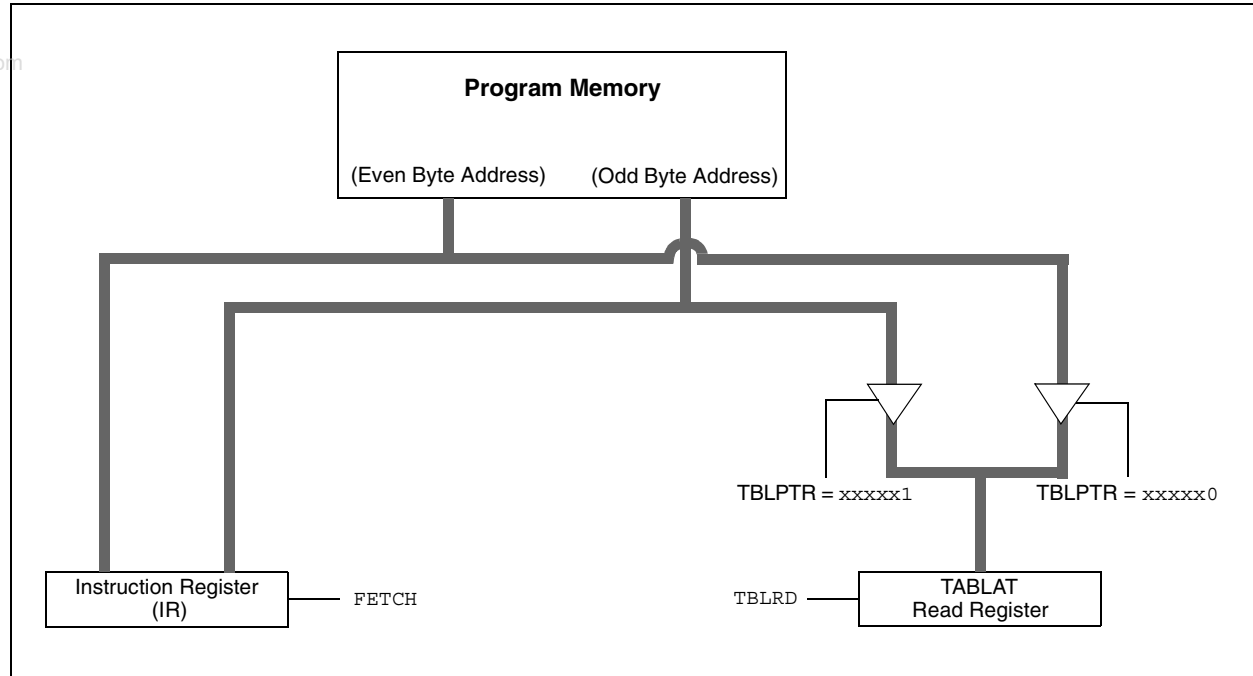 om
Program Memory
(Even Byte Address) (Odd Byte Address)
TBLPTR = xxxxx1 TBLPTR = xxxxx0
Instruction Register
(IR)
FETCH
TBLRD
TABLAT
Read Register